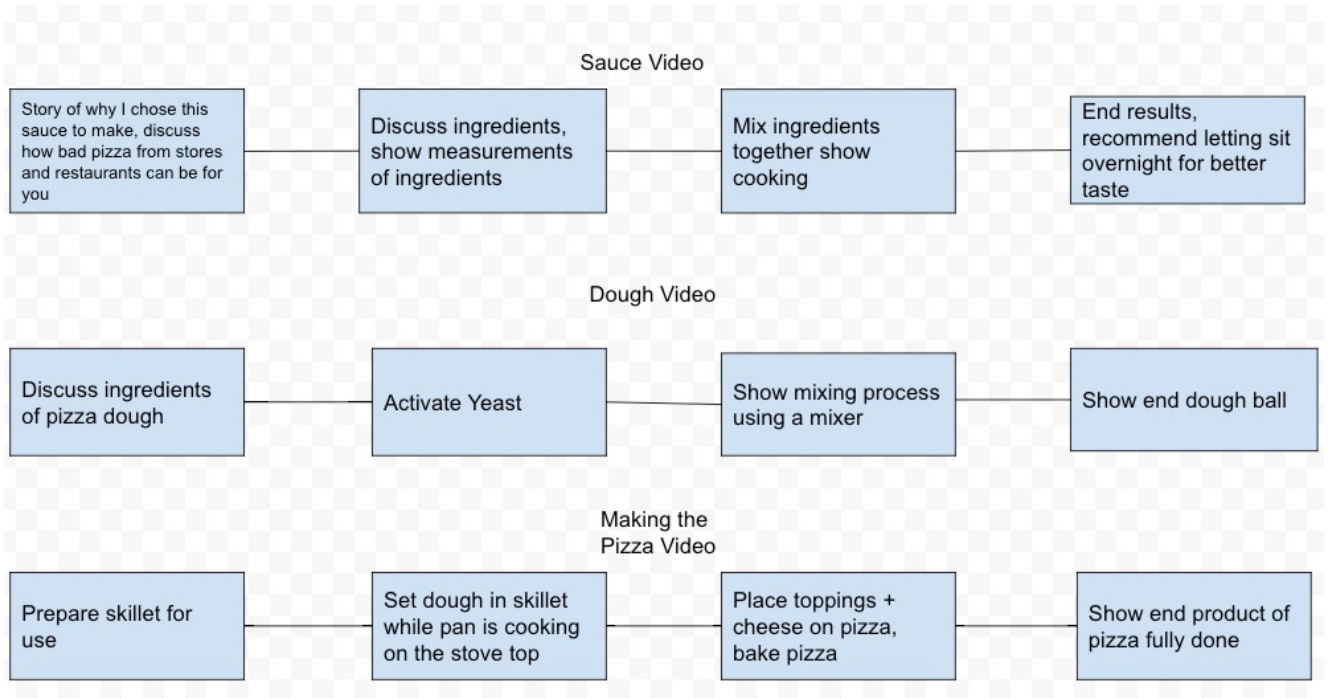 Sauce Video
Story of why I chose this
sauce to make, discuss
how bad pizza from stores
and restaurants can be for
you
Discuss ingredients,
show measurements
of ingredients
Mix ingredients
together show
cooking
End results,
recommend letting sit
overnight for better
taste
Dough Video
Discuss ingredients
of pizza dough
Activate Yeast
Show mixing process
using a mixer
Show end dough ball
Making the
Pizza Video
Prepare skillet for
use
Set dough in skillet
while pan is cooking
on the stove top
Place toppings +
cheese on pizza,
bake pizza
Show end product of
pizza fully done